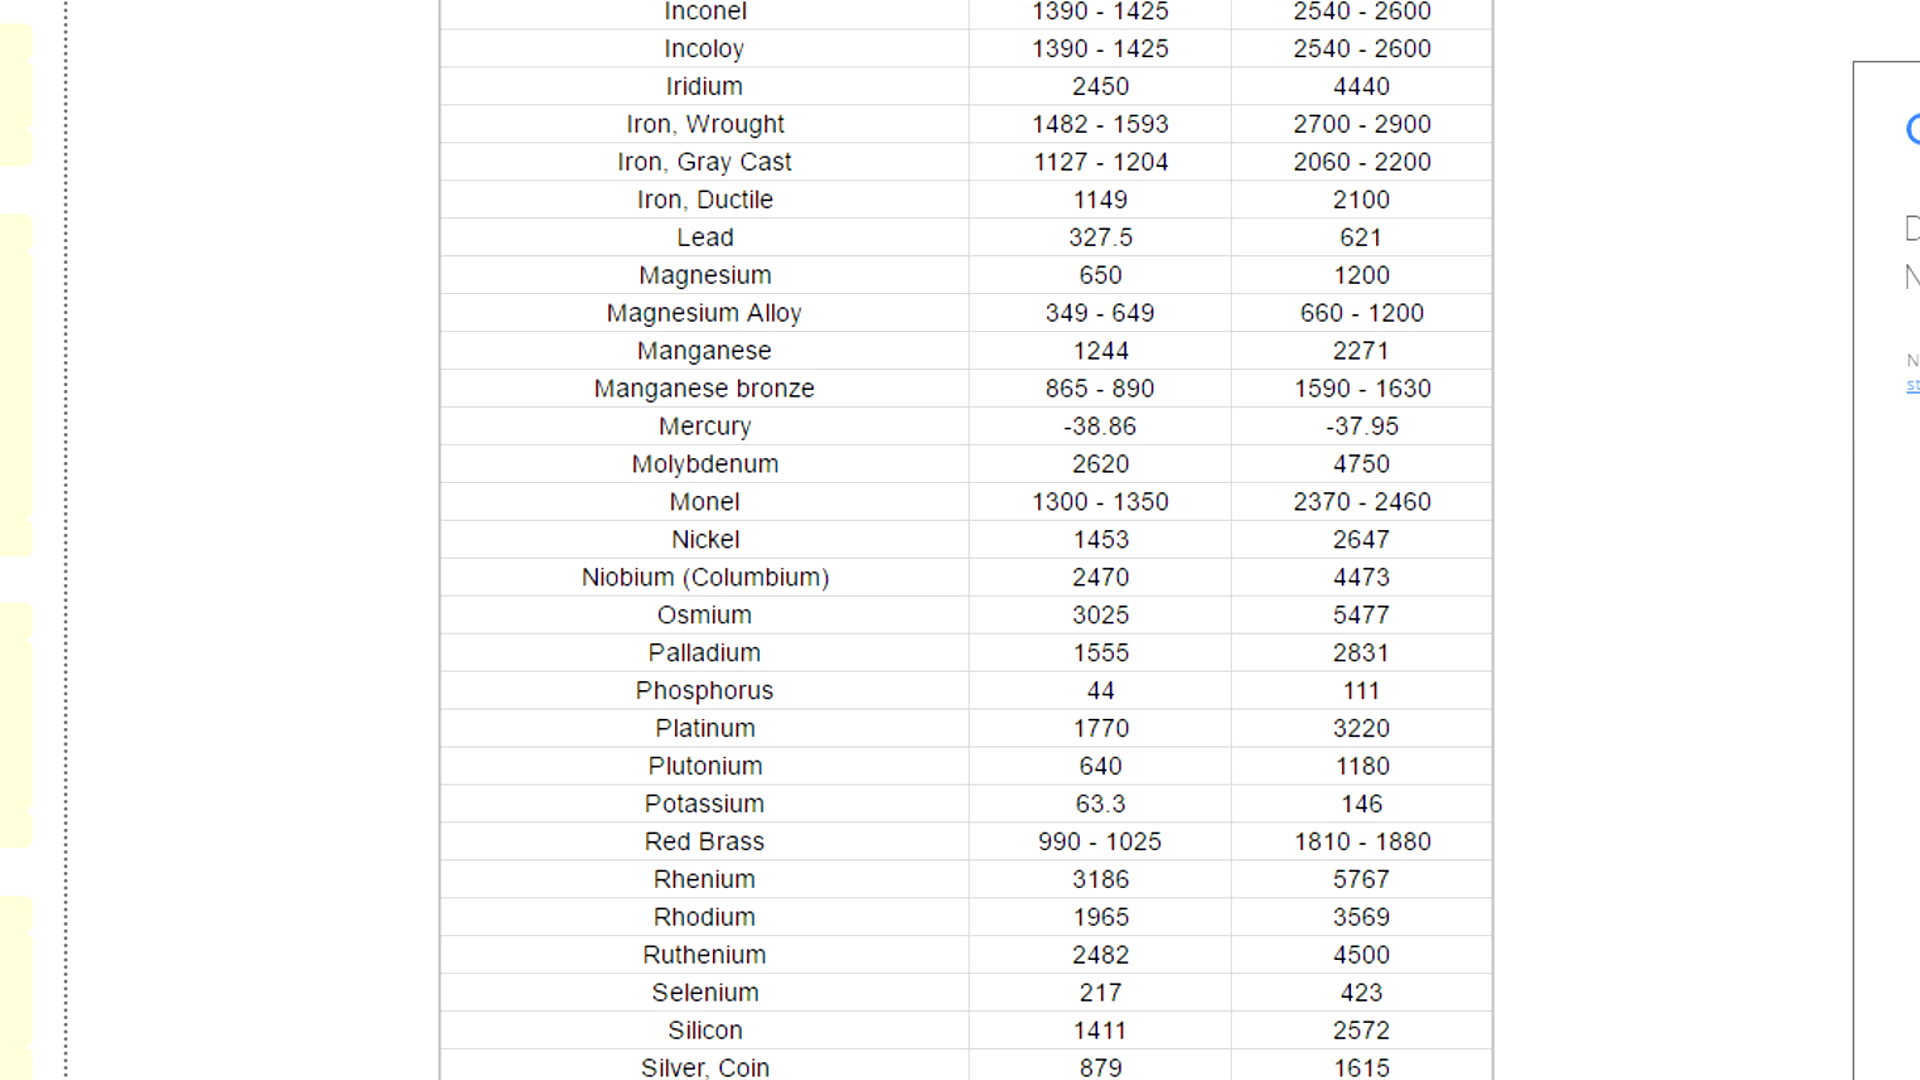 Inconel 1390 - 1425 2540 - 2600
Incoloy 1390 - 1425 2540 - 2600
Iridium 2450 4440
Iron, Wrought 1482 - 1593 2700 - 2900
Iron, Gray Cast 1127 - 1204 2060 - 2200
Iron, Ductile 1149 2100
Lead 327.5 621
Magnesium 650 1200
Magnesium Alloy 349 - 649 660 - 1200
Manganese 1244 2271
Manganese bronze 865 - 890 1590 - 1630
Mercury -38.86 -37.95
Molybdenum 2620 4750
Monel 1300 - 1350 2370 - 2460
Nickel 1453 2647
Niobium (Columbium) 2470 4473
Osmium 3025 5477
Palladium 1555 2831
Phosphorus 44 111
Platinum 1770 3220
Plutonium 640 1180
Potassium 63.3 146
Red Brass 990 - 1025 1810 - 1880
Rhenium 3186 5767
Rhodium 1965 3569
Ruthenium 2482 4500
Selenium 217 423
Silicon 1411 2572
Silver, Coin 879 1615